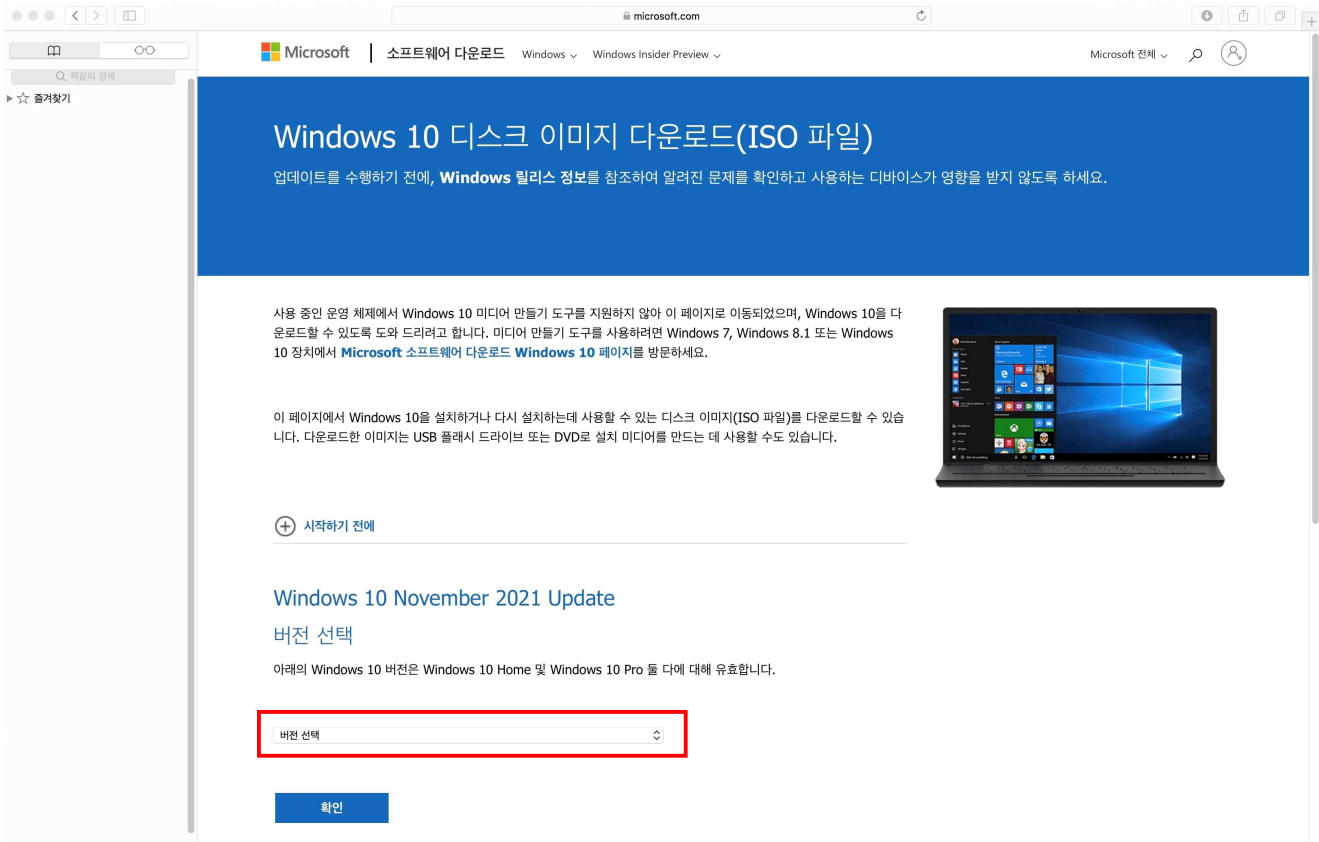 microsoft.com
책갈피 검색
즐겨찾기
Microsoft
소프트웨어 다운로드 Windows Windows Insider Preview
Microsoft 전체
Windows 10 디스크 이미지 다운로드(ISO 파일)
업데이트를 수행하기 전에, Windows 릴리스 정보를 참조하여 알려진 문제를 확인하고 사용하는 디바이스가 영향을 받지 않도록 하세요.
사용 중인 운영 체제에서 Windows 10 미디어 만들기 도구를 지원하지 않아 이 페이지로 이동되었으며, Windows 10을 다
운로드할 수 있도록 도와 드리려고 합니다. 미디어 만들기 도구를 사용하려면 Windows 7, Windows 8.1 또는 Windows
10 장치에서 Microsoft 소프트웨어 다운로드 Windows 10 페이지를 방문하세요.
이 페이지에서 Windows 10을 설치하거나 다시 설치하는데 사용할 수 있는 디스크 이미지(ISO 파일)를 다운로드할 수 있습
니다. 다운로드한 이미지는 USB 플래시 드라이브 또는 DVD로 설치 미디어를 만드는 데 사용할 수도 있습니다.
시작하기 전에
Windows 10 November 2021 Update
버전 선택
아래의 Windows 10 버전은 Windows 10 Home 및 Windows 10 Pro 둘 다에 대해 유효합니다.
버전 선택
확인